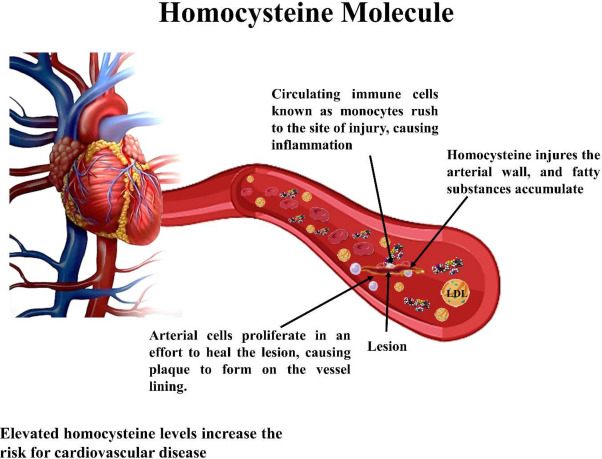 Homocysteine Molecule
Circulating immune cells
known as monocytes rush
to the site of injury, causing
inflammation
Homocysteine injures the
arterial wall, and fatty
substances accumulate
LDL
Arterial cells proliferate in an
effort to heal the lesion, causing
plaque to form on the vessel
lining.
Lesion
Elevated homocysteine levels increase the
risk for cardiovascular disease